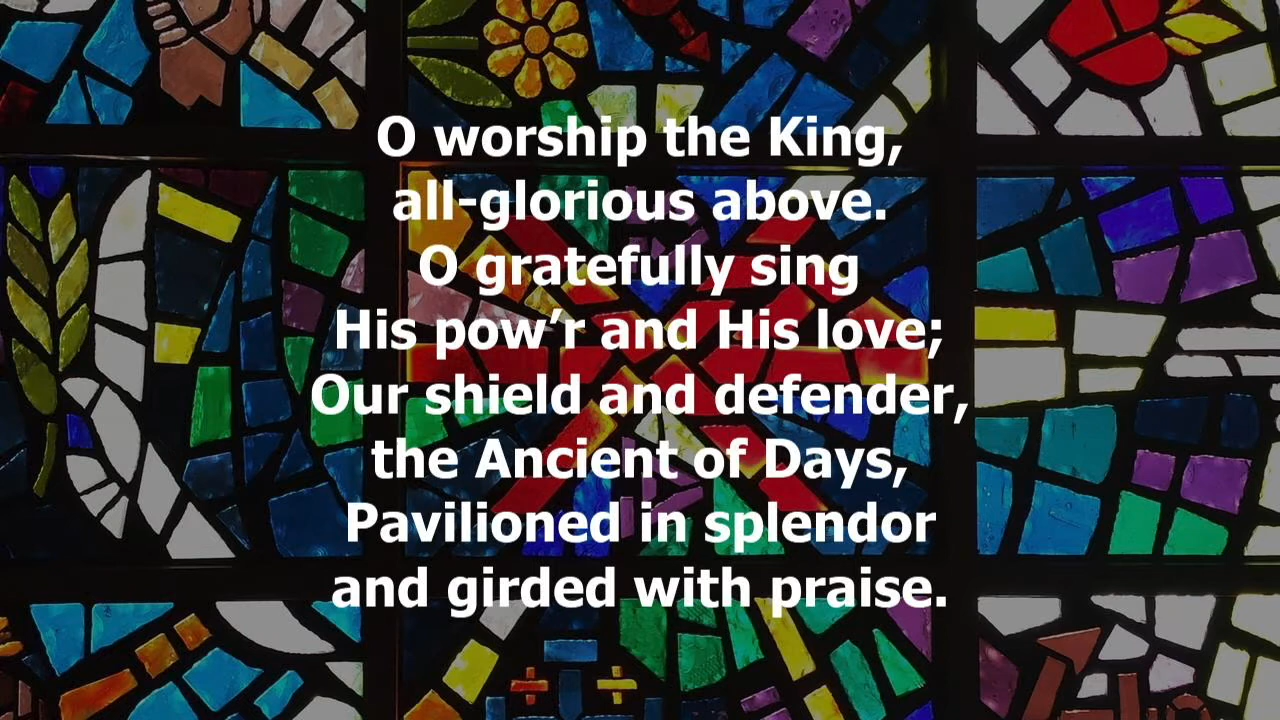 O worship the King,
all-glorious above.
O gratefully sing
His pow’r and His love;
Our shield and defender,
the Ancient of Days,
Pavilioned in splendor
and girded with praise.